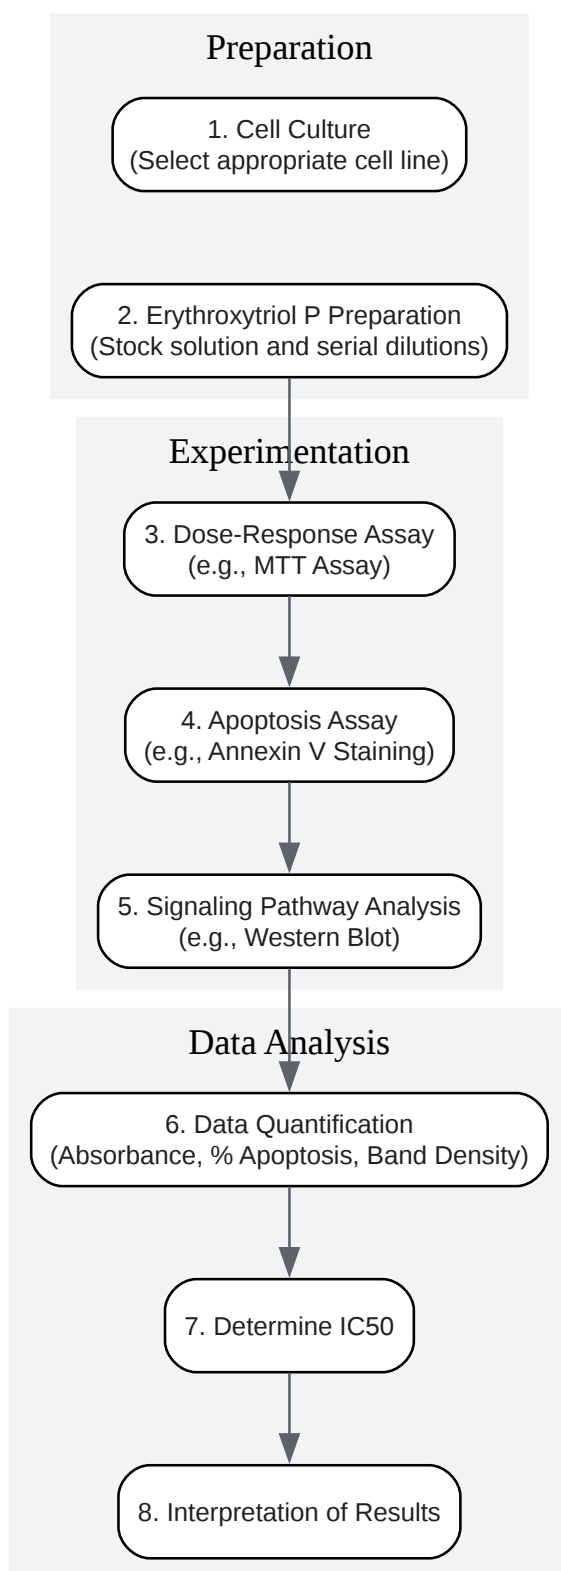 Preparation
1. Cell Culture
(Select appropriate cell line)
2. Erythroxytriol P Preparation
(Stock solution and serial dilutions)
Experimentation
3. Dose-Response Assay
(e.g., MTT Assay)
4. Apoptosis Assay
(e.g., Annexin V Staining)
5. Signaling Pathway Analysis
(e.g., Western Blot)
Data Analysis
6. Data Quantification
(Absorbance, % Apoptosis, Band Density)
7. Determine IC50
8. Interpretation of Results